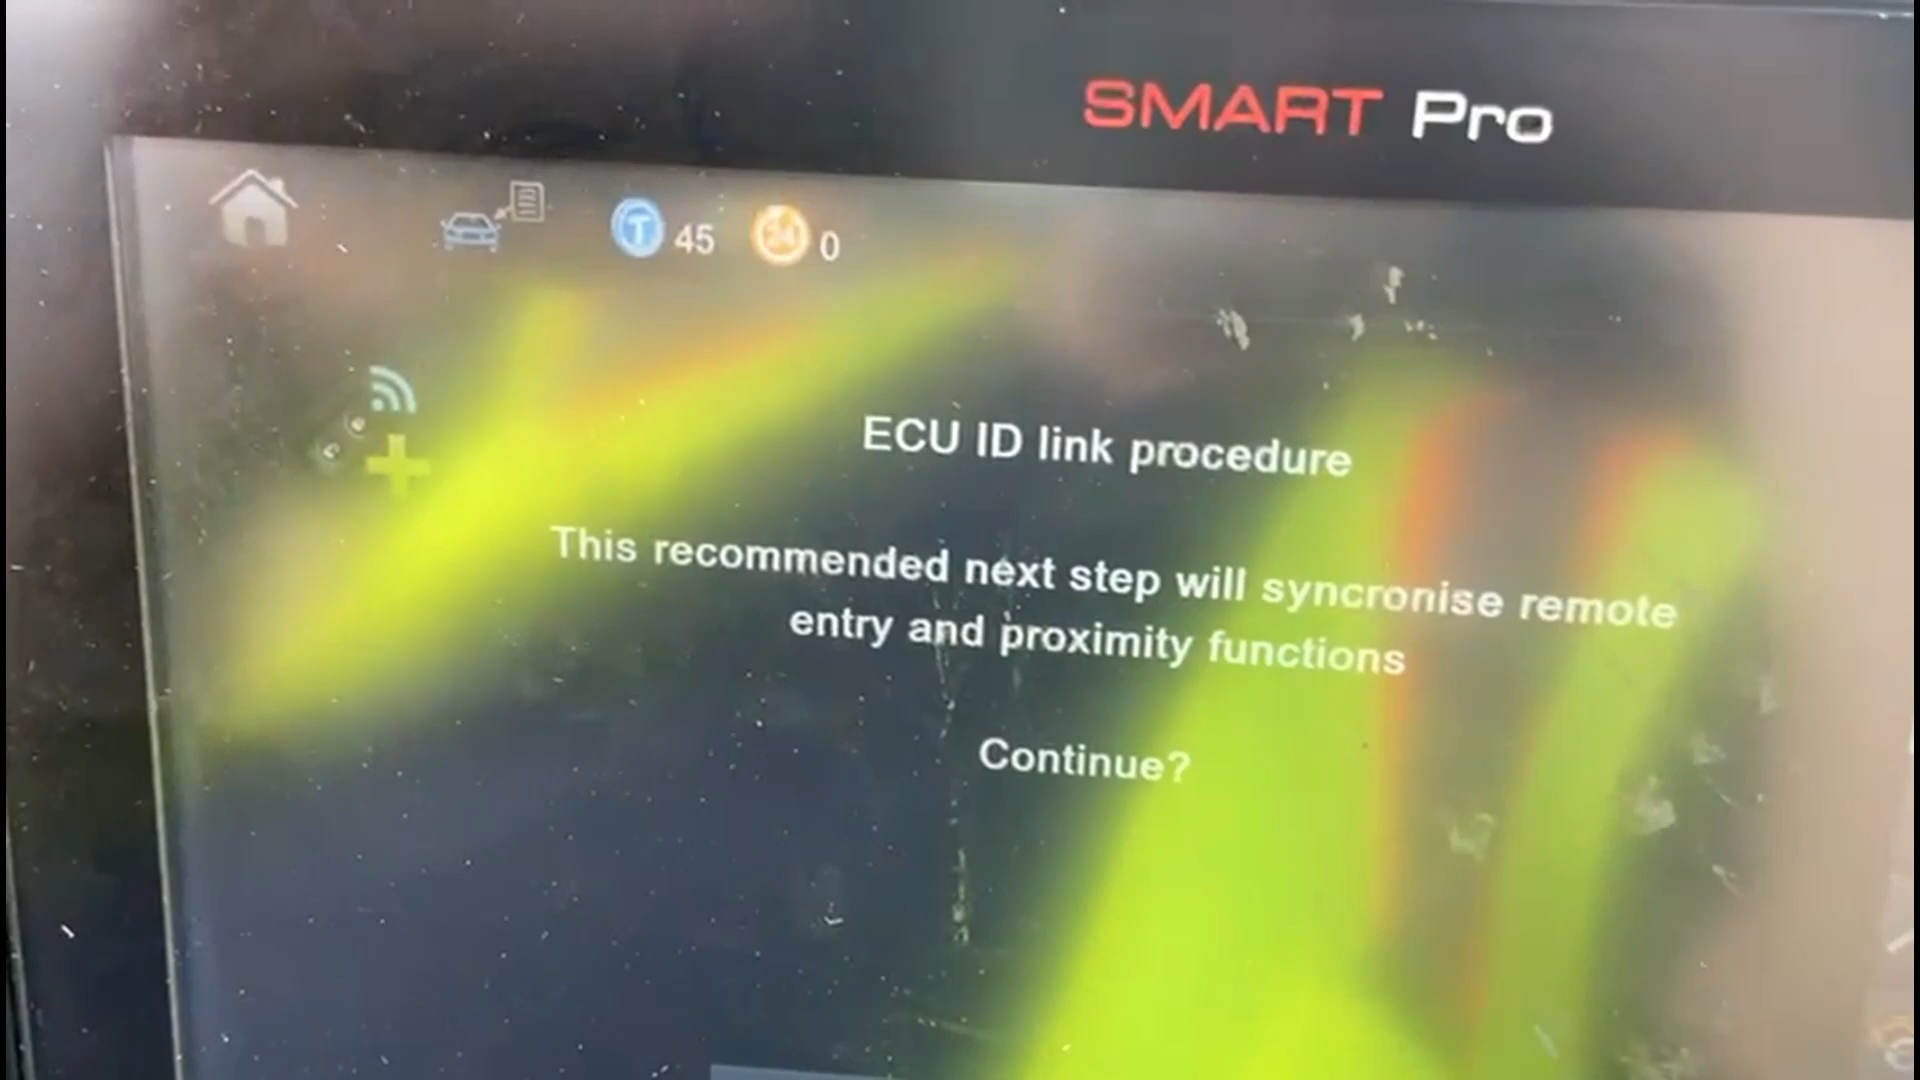 SMART Pro
T 45 24 0
ECU ID link procedure
This recommended next step will syncronise remote
entry and proximity functions
Continue?